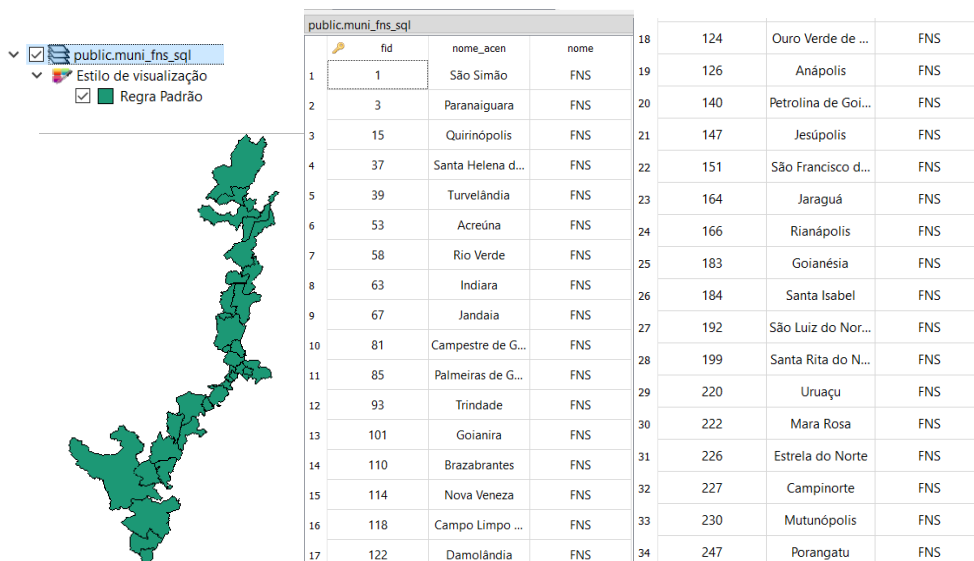 public.muni_fns_sql
Estilo de visualização
Regra Padrão
public.muni_fns_sql
fid nome_acen nome
1 1 São Simão FNS
2 3 Paranaiguara FNS
3 15 Quirinópolis FNS
4 37 Santa Helena d... FNS
5 39 Turvelândia FNS
6 53 Acreúna FNS
7 58 Rio Verde FNS
8 63 Indiara FNS
9 67 Jandaia FNS
10 81 Campestre de G... FNS
11 85 Palmeiras de G... FNS
12 93 Trindade FNS
13 101 Goianira FNS
14 110 Brazabrantes FNS
15 114 Nova Veneza FNS
16 118 Campo Limpo ... FNS
17 122 Damolândia FNS
18 124 Ouro Verde de ... FNS
19 126 Anápolis FNS
20 140 Petrolina de Goi... FNS
21 147 Jesúpolis FNS
22 151 São Francisco d... FNS
23 164 Jaraguá FNS
24 166 Rianápolis FNS
25 183 Goianésia FNS
26 184 Santa Isabel FNS
27 192 São Luiz do Nor... FNS
28 199 Santa Rita do N... FNS
29 220 Uruaçu FNS
30 222 Mara Rosa FNS
31 226 Estrela do Norte FNS
32 227 Campinorte FNS
33 230 Mutunópolis FNS
34 247 Porangatu FNS